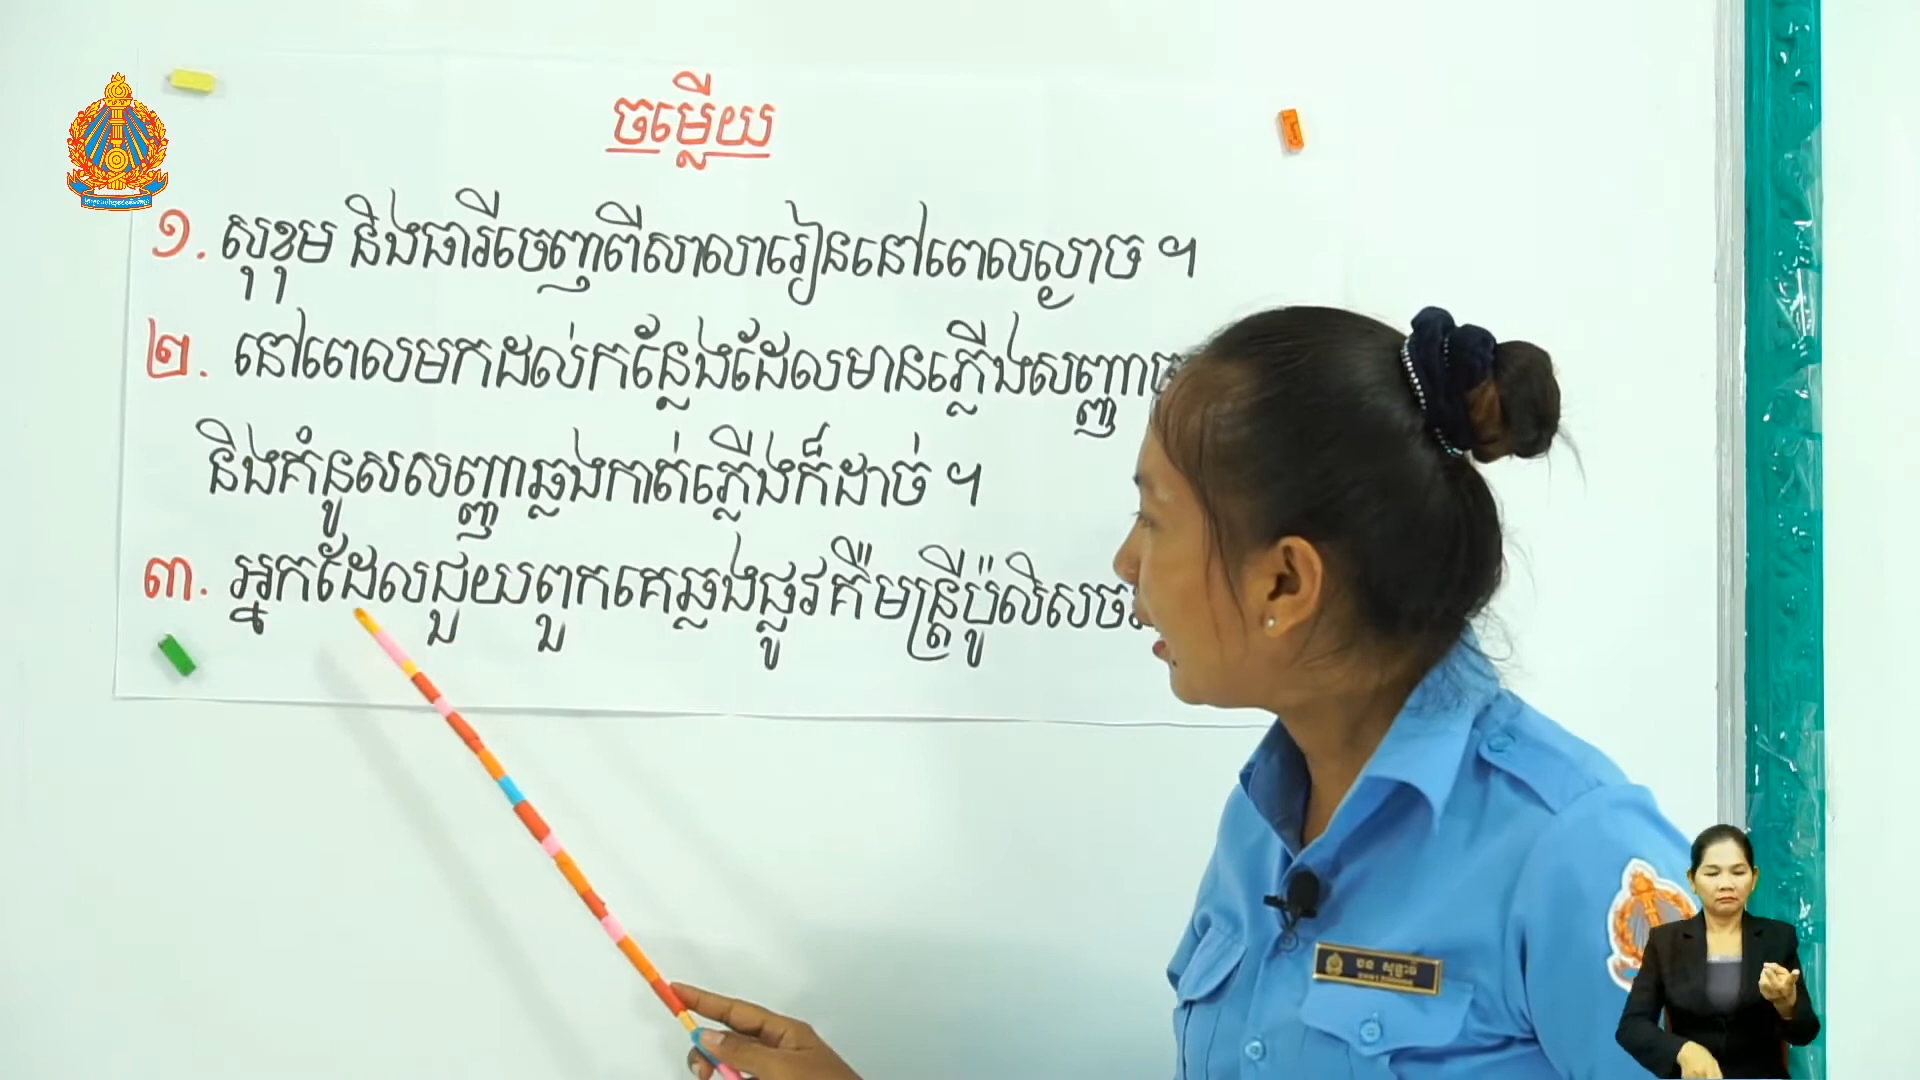 ចម្លើយ
១. សុខុម និងធារីចេញពីសាលារៀននៅពេលល្ងាច ។
២. នៅពេលមកដល់កន្លែងដែលមានភ្លើងសញ្ញាច
និងគំនូសសញ្ញាឆ្លងកាត់ភ្លើងក៏ដាច់ ។
៣. អ្នកដែលជួយពួកគេឆ្លងផ្លូវគឺមន្ត្រីប៉ូលិសច